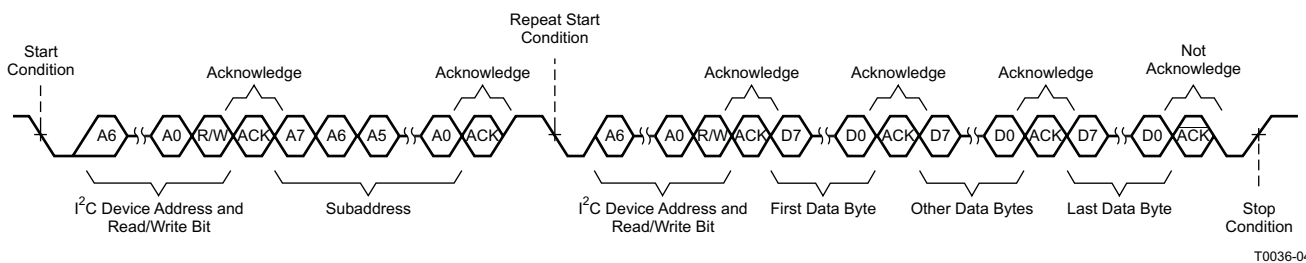 Repeat Start
Condition
Start
Condition
Not
Acknowledge
Acknowledge
Acknowledge
Acknowledge
Acknowledge
Acknowledge
A6 A0 R/W ACK A7 A6 A5 A0 ACK A6 A0 R/W ACK D7 D0 ACK D7 D0 ACK D7 D0 ACK
I²C Device Address and
Read/Write Bit
Subaddress
I²C Device Address and
Read/Write Bit
First Data Byte
Other Data Bytes
Last Data Byte
Stop
Condition
T0036-04